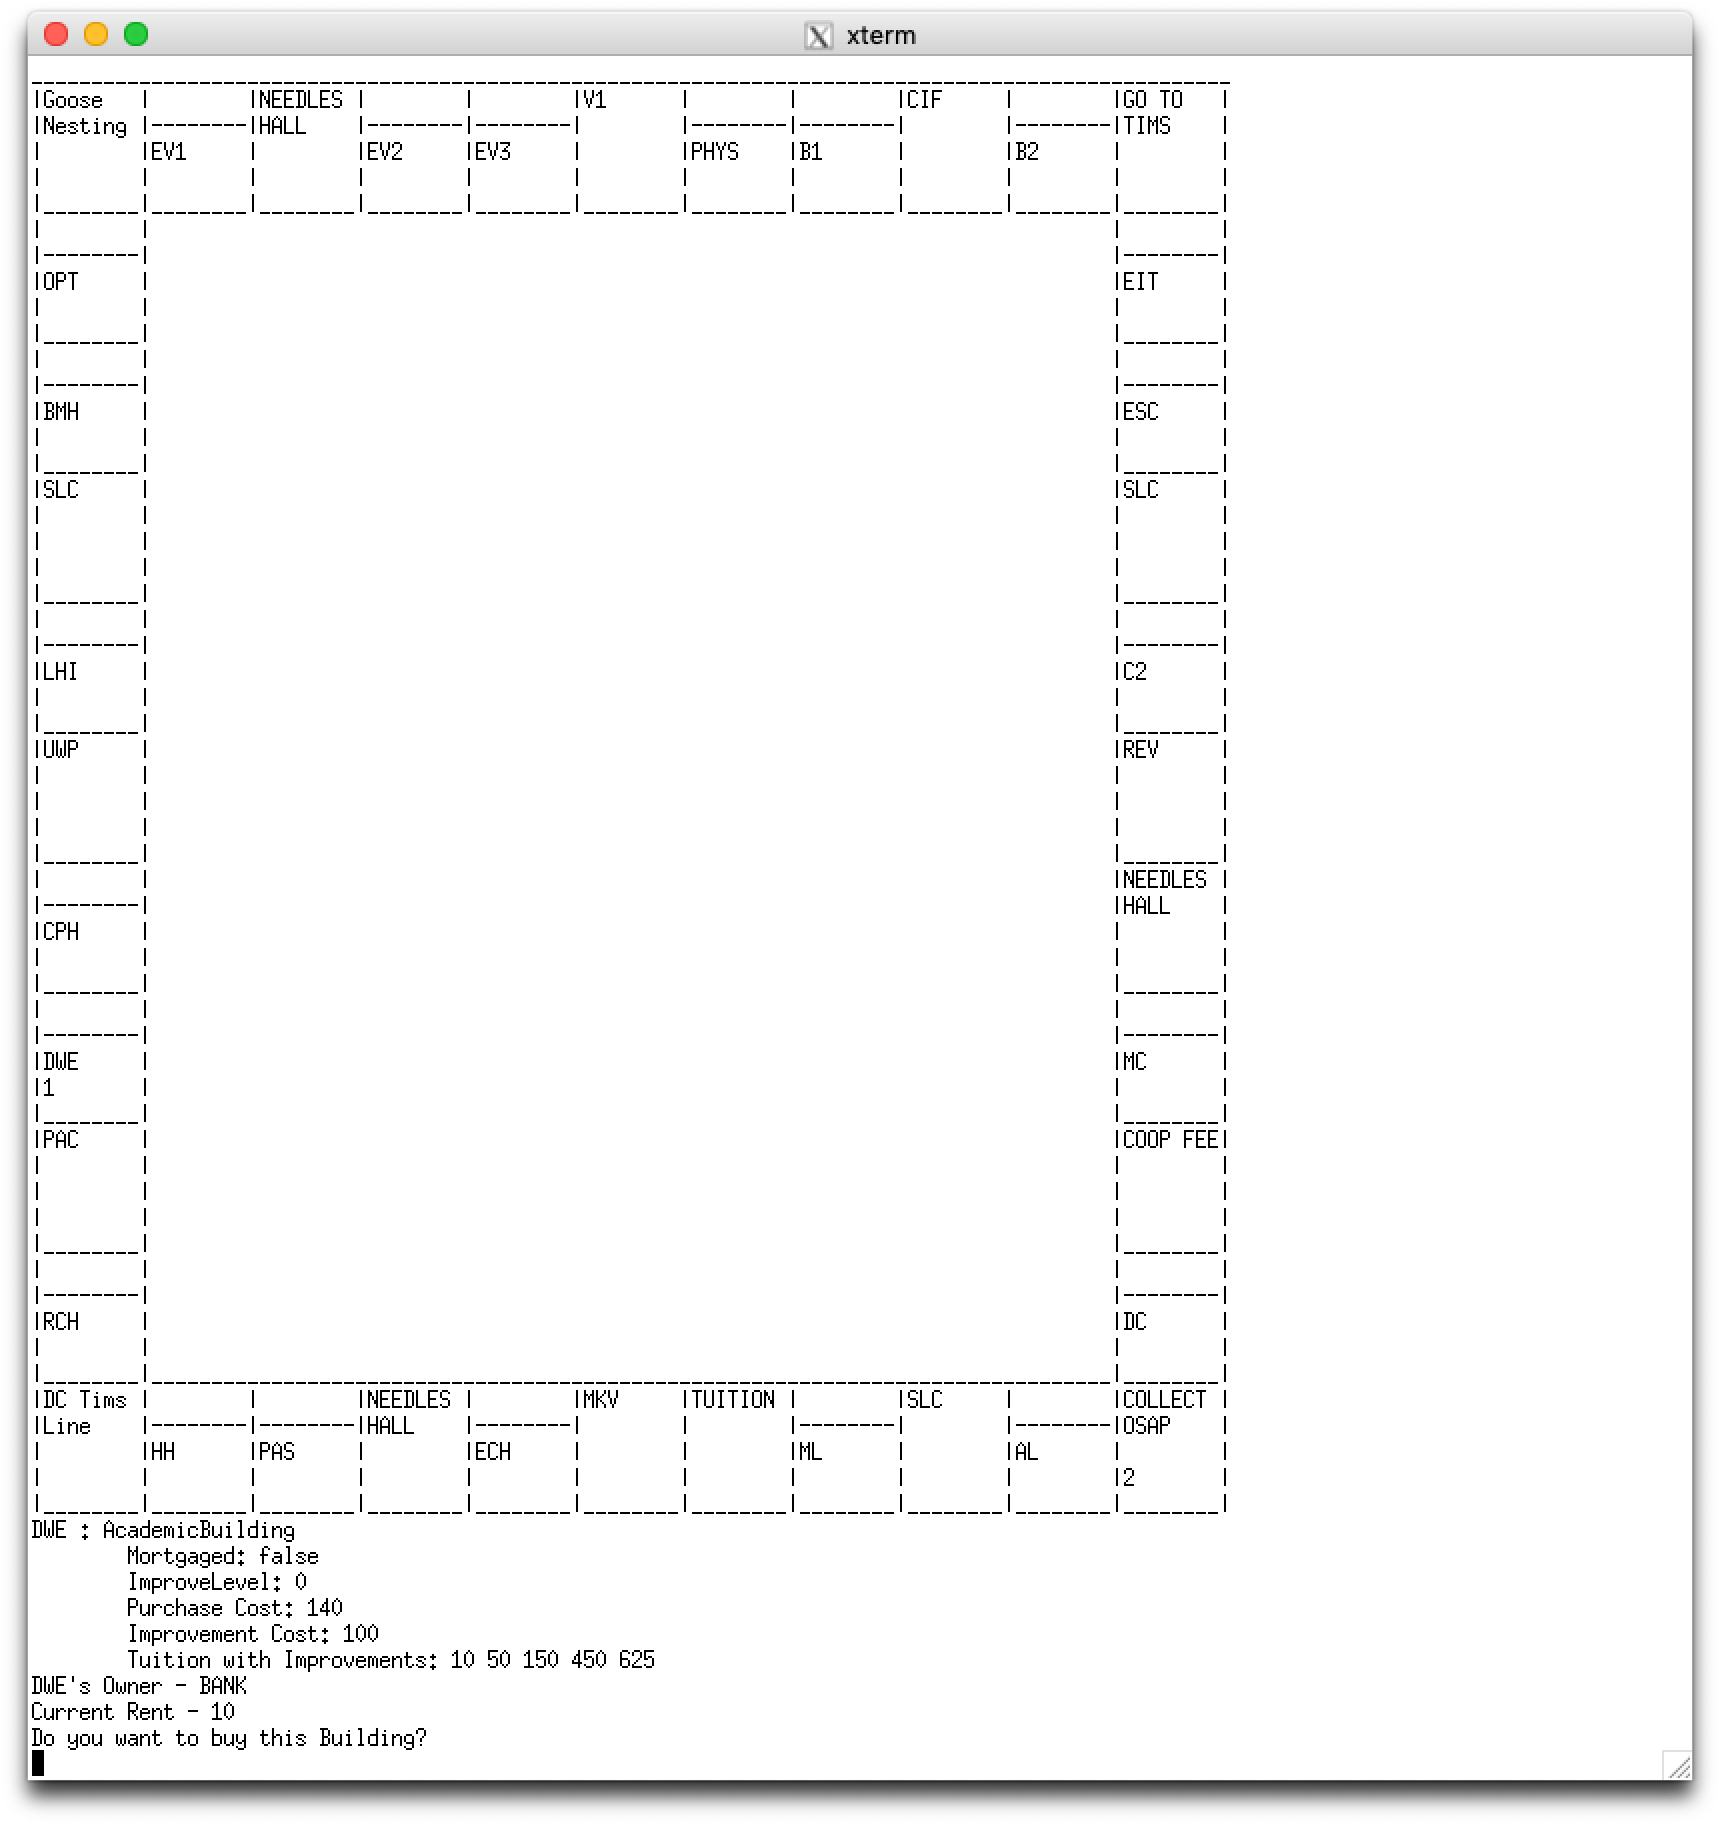 xterm
Goose NEEDLES V1 CIF GO TO
Nesting HALL TIMS
EV1 EV2 EV3 PHYS B1 B2
OPT EIT
BMH ESC
SLC SLC
LHI C2
UWP REV
NEEDLES
HALL
CPH
DWE MC
1
PAC COOP FEE
RCH DC
DC Tims NEEDLES MKV TUITION SLC COLLECT
Line HALL OSAP
HH PAS ECH ML AL
2
DWE : AcademicBuilding
Mortgaged: false
ImproveLevel: 0
Purchase Cost: 140
Improvement Cost: 100
Tuition with Improvements: 10 50 150 450 625
DWE's Owner - BANK
Current Rent - 10
Do you want to buy this Building?